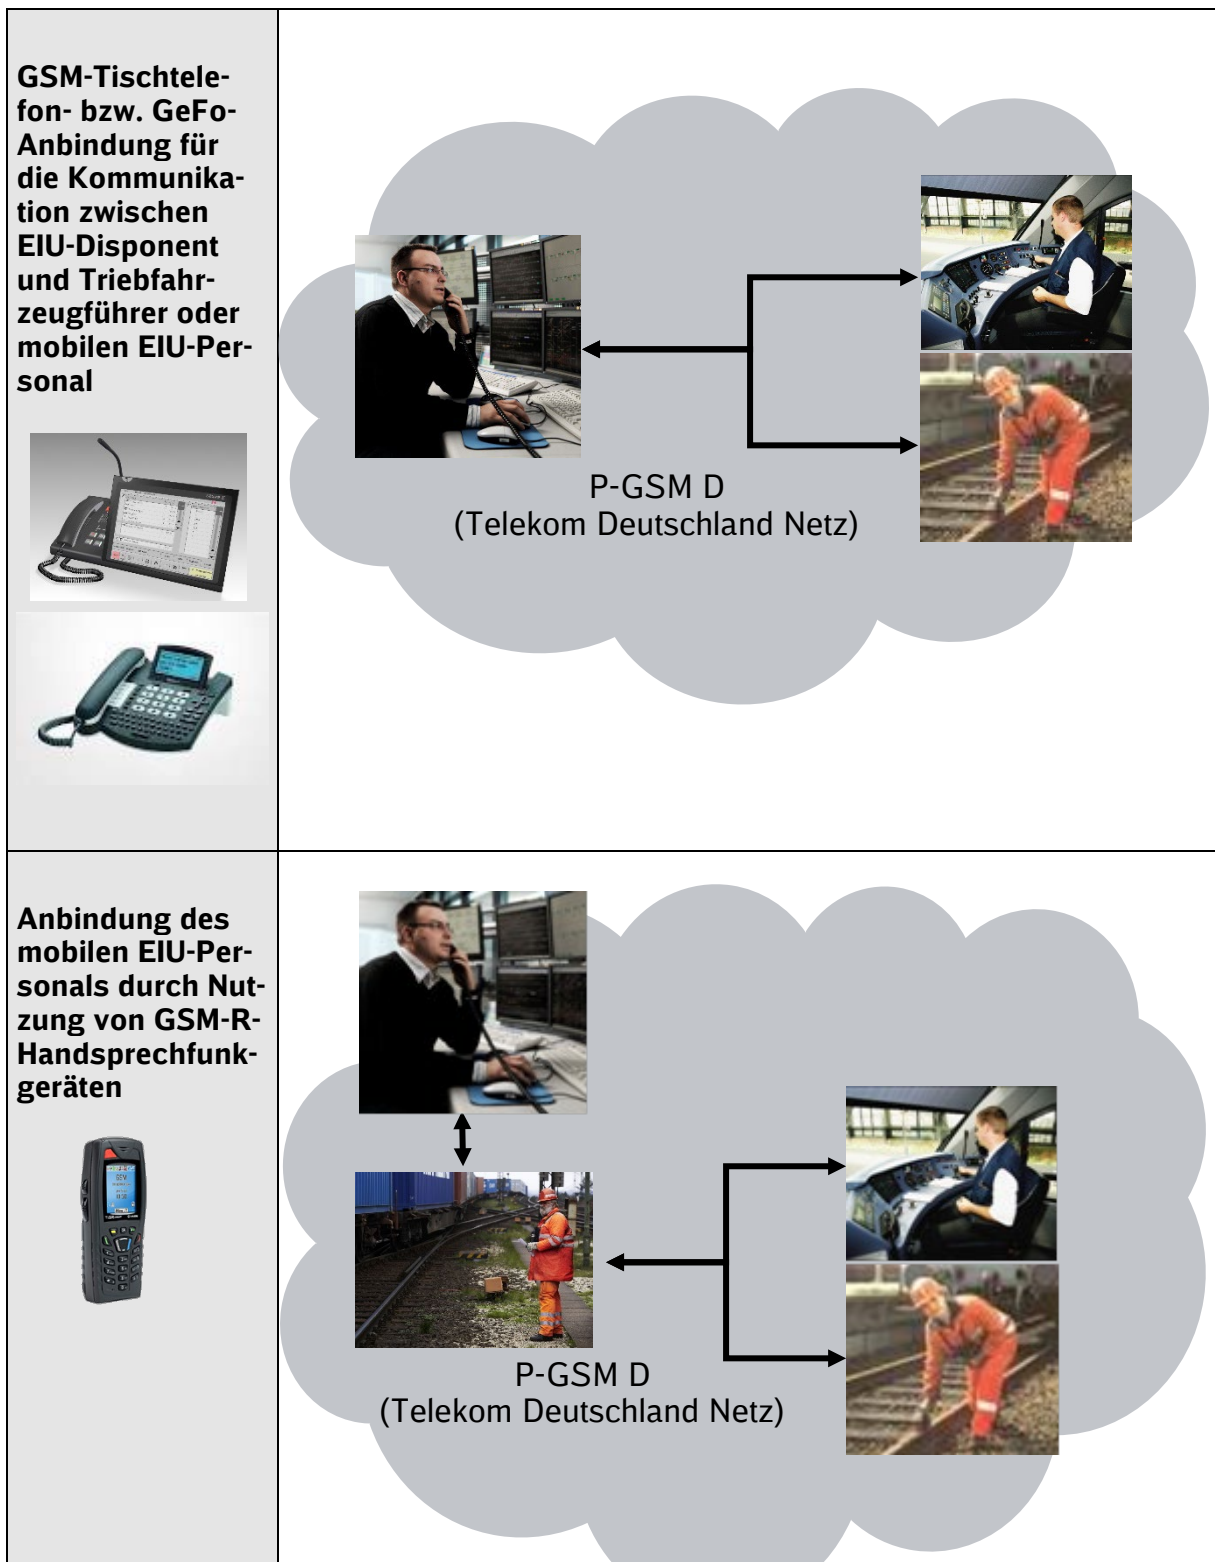 GSM-Tischtele-
fon- bzw. GeFo-
Anbindung für
die Kommunika-
tion zwischen
EIU-Disponent
und Triebfahr-
zeugführer oder
mobilen EIU-Per-
sonal
P-GSM D
(Telekom Deutschland Netz)
Anbindung des
mobilen EIU-Per-
sonals durch Nut-
zung von GSM-R-
Handsprechfunk-
geräten
P-GSM D
(Telekom Deutschland Netz)